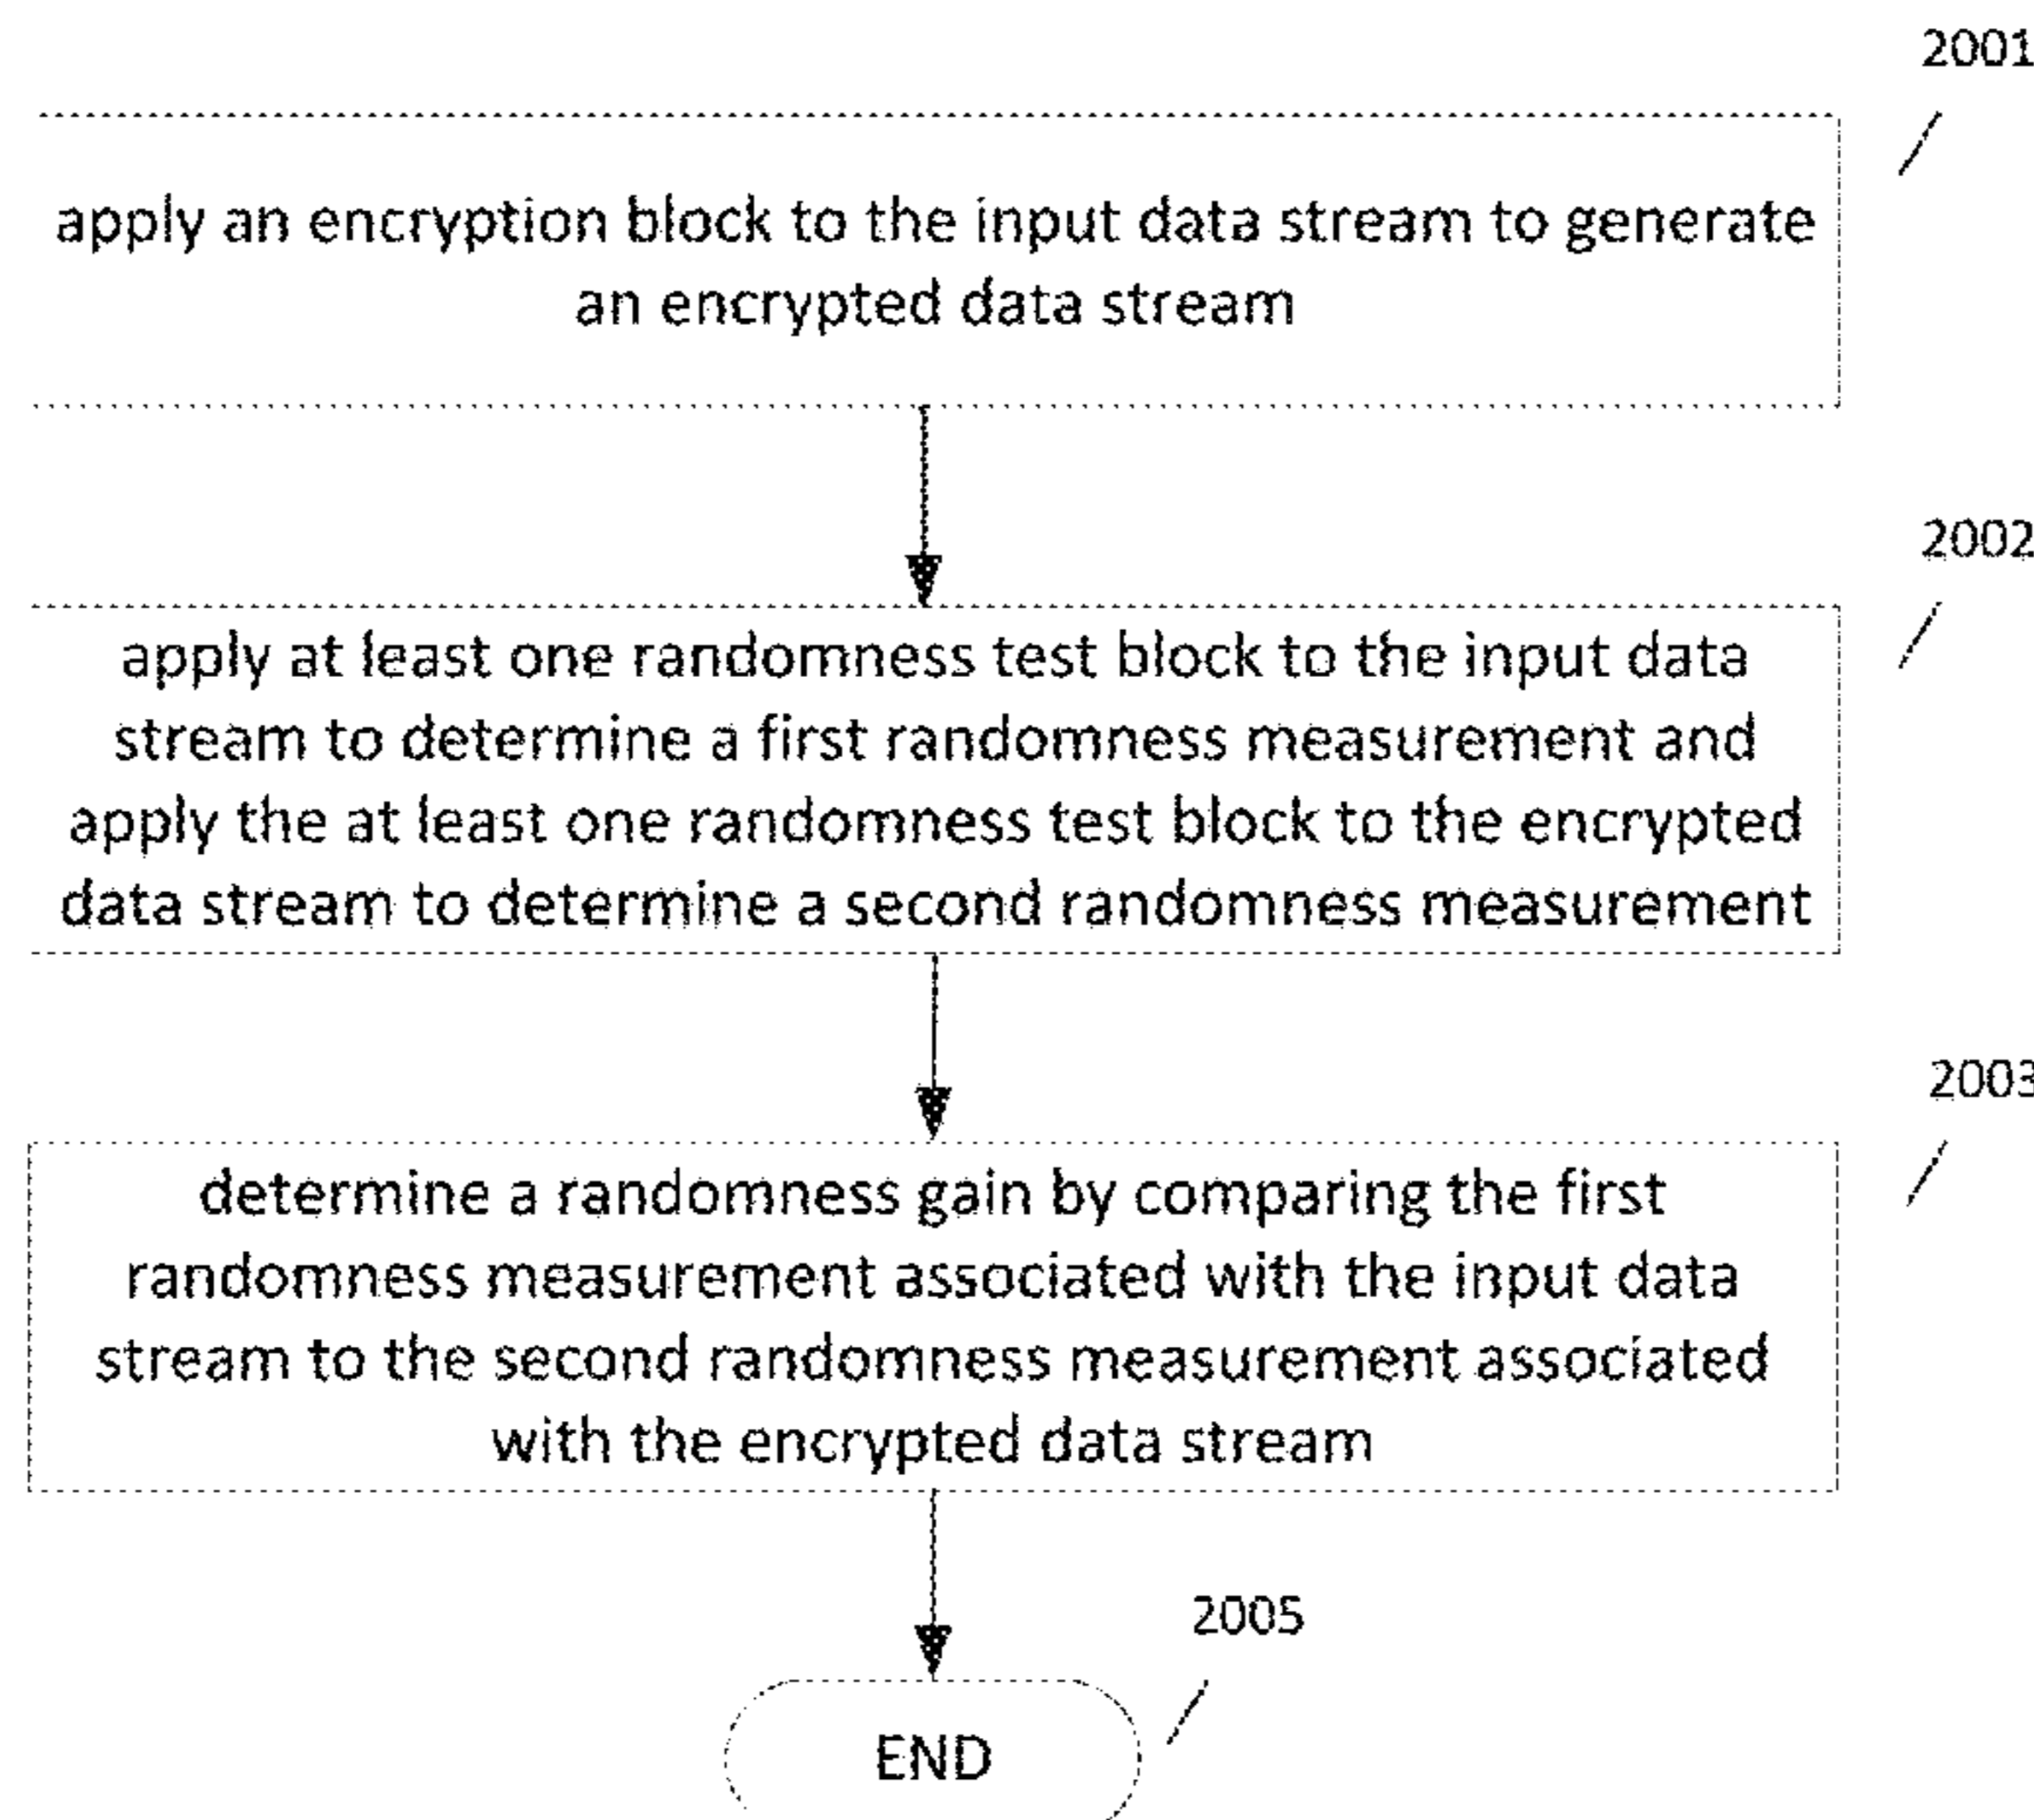 2001
apply an encryption block to the input data stream to generate
an encrypted data stream
2002
apply at least one randomness test block to the input data
stream to determine a first randomness measurement and
apply the at least one randomness test block to the encrypted
data stream to determine a second randomness measurement
2003
determine a randomness gain by comparing the first
randomness measurement associated with the input data
stream to the second randomness measurement associated
with the encrypted data stream
2005
END